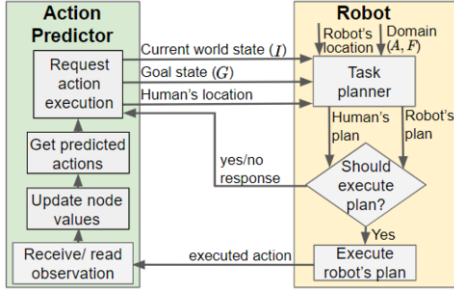 Action
Predictor
Robot
Current world state (I)
Goal state (G)
Human's location
Robot's
location
Domain
(A, F)
Request
action
execution
Task
planner
Human's
plan
Robot's
plan
Get predicted
actions
yes/no
response
Should
execute
plan?
Update node
values
Yes
Receive/ read
observation
executed action
Execute
robot's plan